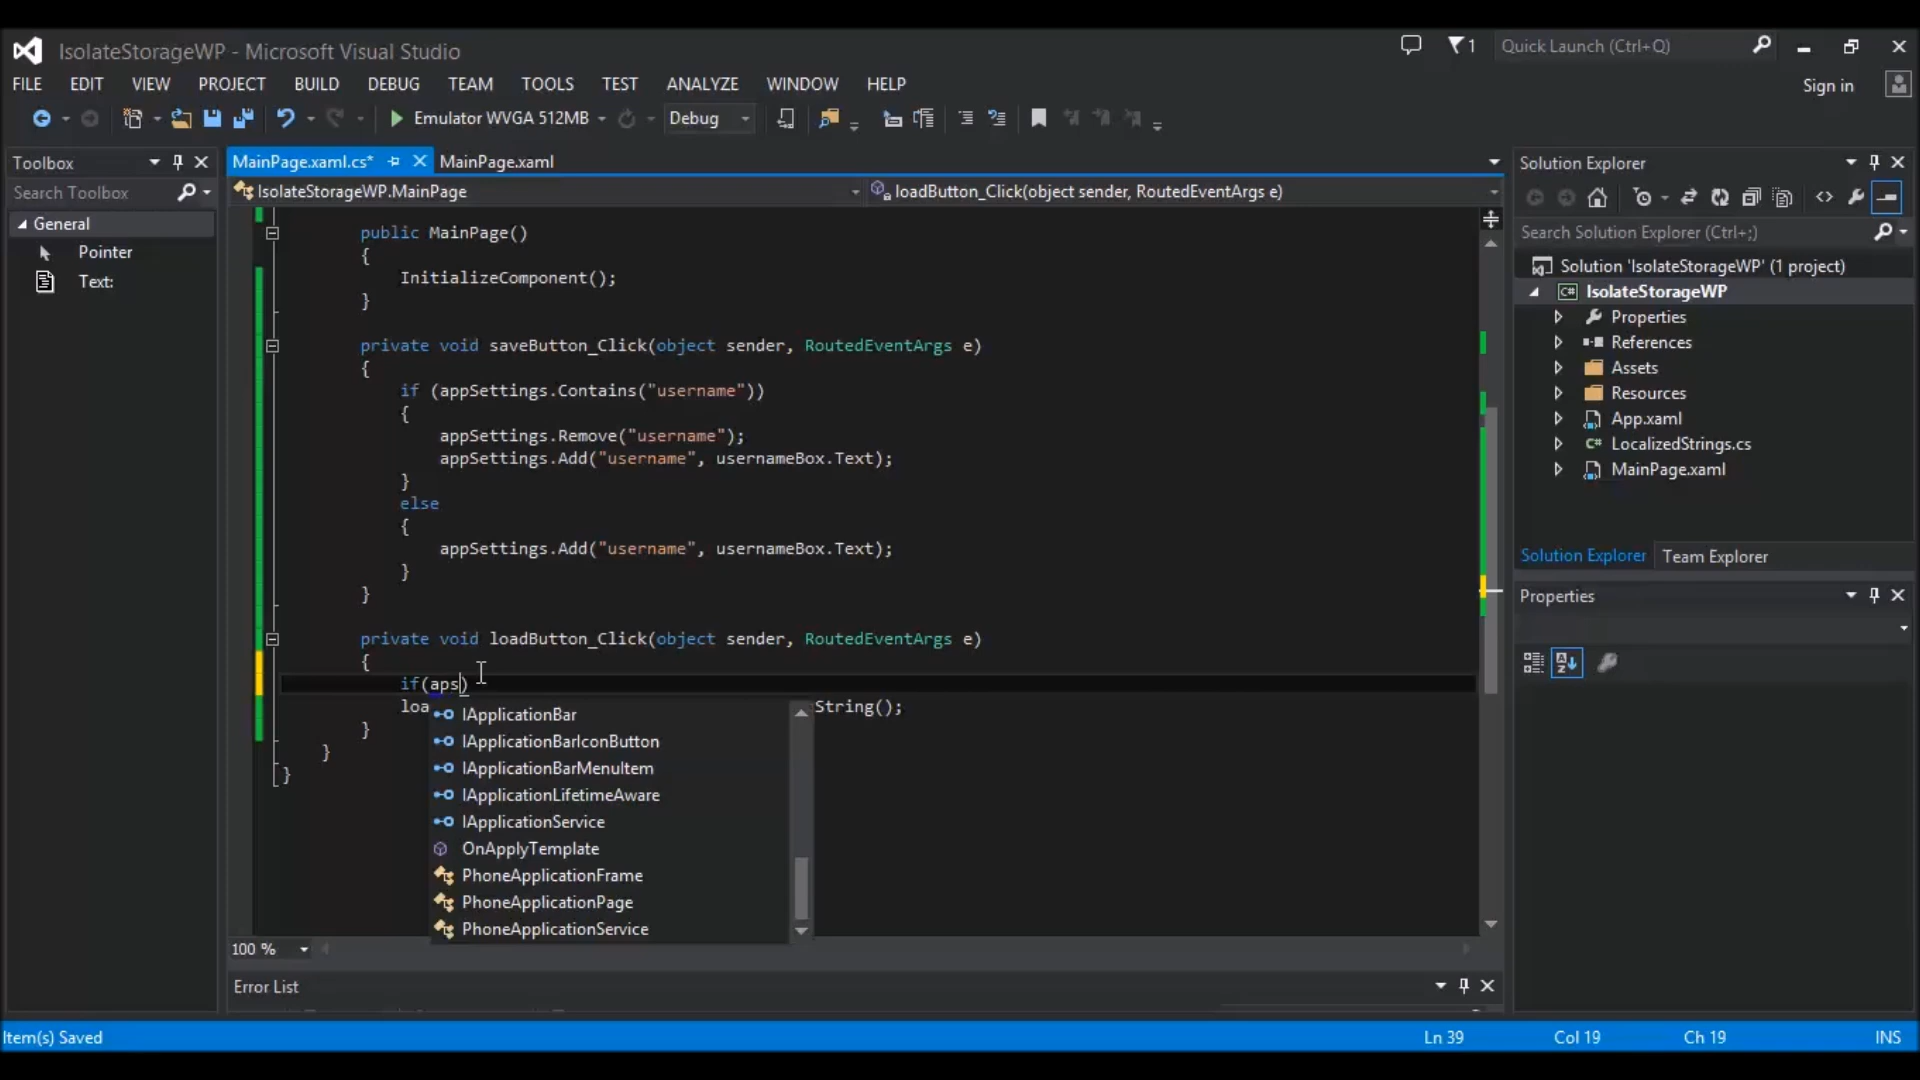 IsolateStorageWP - Microsoft Visual Studio
1
Quick Launch (Ctrl+Q)
FILE EDIT VIEW PROJECT BUILD DEBUG TEAM TOOLS TEST ANALYZE WINDOW HELP
Sign in
Emulator WVGA 512MB
Debug
Toolbox
MainPage.xaml.cs*
MainPage.xaml
Solution Explorer
Search Toolbox
IsolateStorageWP.MainPage
loadButton_Click(object sender, RoutedEventArgs e)
General
Pointer
Text:
Search Solution Explorer (Ctrl+;)
Solution 'IsolateStorageWP' (1 project)
IsolateStorageWP
Properties
References
Assets
Resources
App.xaml
C# LocalizedStrings.cs
MainPage.xaml
Solution Explorer Team Explorer
Properties
public MainPage()
{
InitializeComponent();
}
private void saveButton_Click(object sender, RoutedEventArgs e)
{
if (appSettings.Contains("username"))
{
appSettings.Remove("username");
appSettings.Add("username", usernameBox.Text);
}
else
{
appSettings.Add("username", usernameBox.Text);
}
}
private void loadButton_Click(object sender, RoutedEventArgs e)
{
if(aps)
loa String();
}
}
}
IApplicationBar
IApplicationBarIconButton
IApplicationBarMenuItem
IApplicationLifetimeAware
IApplicationService
OnApplyTemplate
PhoneApplicationFrame
PhoneApplicationPage
PhoneApplicationService
100 %
Error List
Item(s) Saved
Ln 39 Col 19 Ch 19 INS